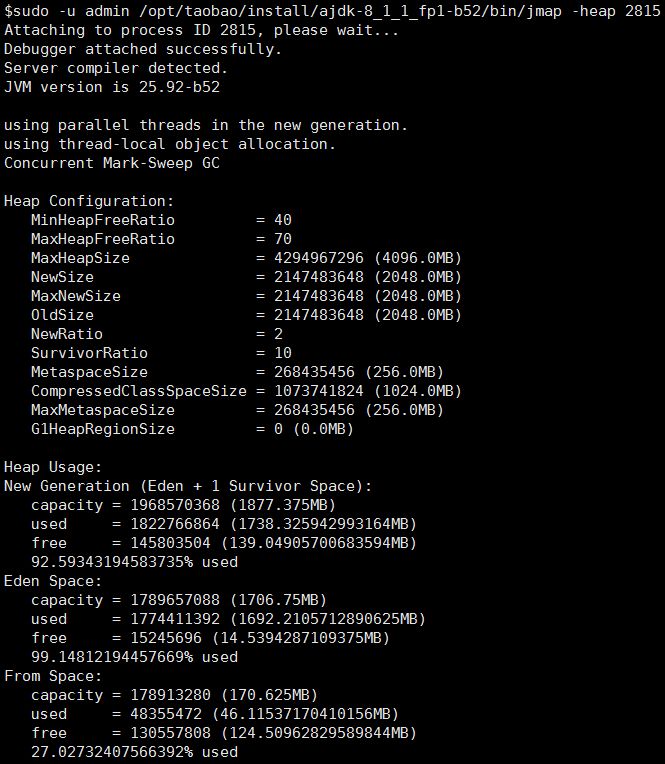 $sudo -u admin /opt/taobao/install/ajdk-8_1_1_fp1-b52/bin/jmap -heap 2815
Attaching to process ID 2815, please wait...
Debugger attached successfully.
Server compiler detected.
JVM version is 25.92-b52

using parallel threads in the new generation.
using thread-local object allocation.
Concurrent Mark-Sweep GC

Heap Configuration:
   MinHeapFreeRatio         = 40
   MaxHeapFreeRatio         = 70
   MaxHeapSize              = 4294967296 (4096.0MB)
   NewSize                  = 2147483648 (2048.0MB)
   MaxNewSize               = 2147483648 (2048.0MB)
   OldSize                  = 2147483648 (2048.0MB)
   NewRatio                 = 2
   SurvivorRatio            = 10
   MetaspaceSize            = 268435456 (256.0MB)
   CompressedClassSpaceSize = 1073741824 (1024.0MB)
   MaxMetaspaceSize         = 268435456 (256.0MB)
   G1HeapRegionSize         = 0 (0.0MB)

Heap Usage:
New Generation (Eden + 1 Survivor Space):
   capacity = 1968570368 (1877.375MB)
   used     = 1822766864 (1738.325942993164MB)
   free     = 145803504 (139.04905700683594MB)
   92.59343194583735% used
Eden Space:
   capacity = 1789657088 (1706.75MB)
   used     = 1774411392 (1692.2105712890625MB)
   free     = 15245696 (14.5394287109375MB)
   99.14812194457669% used
From Space:
   capacity = 178913280 (170.625MB)
   used     = 48355472 (46.11537170410156MB)
   free     = 130557808 (124.50962829589844MB)
   27.02732407566392% used